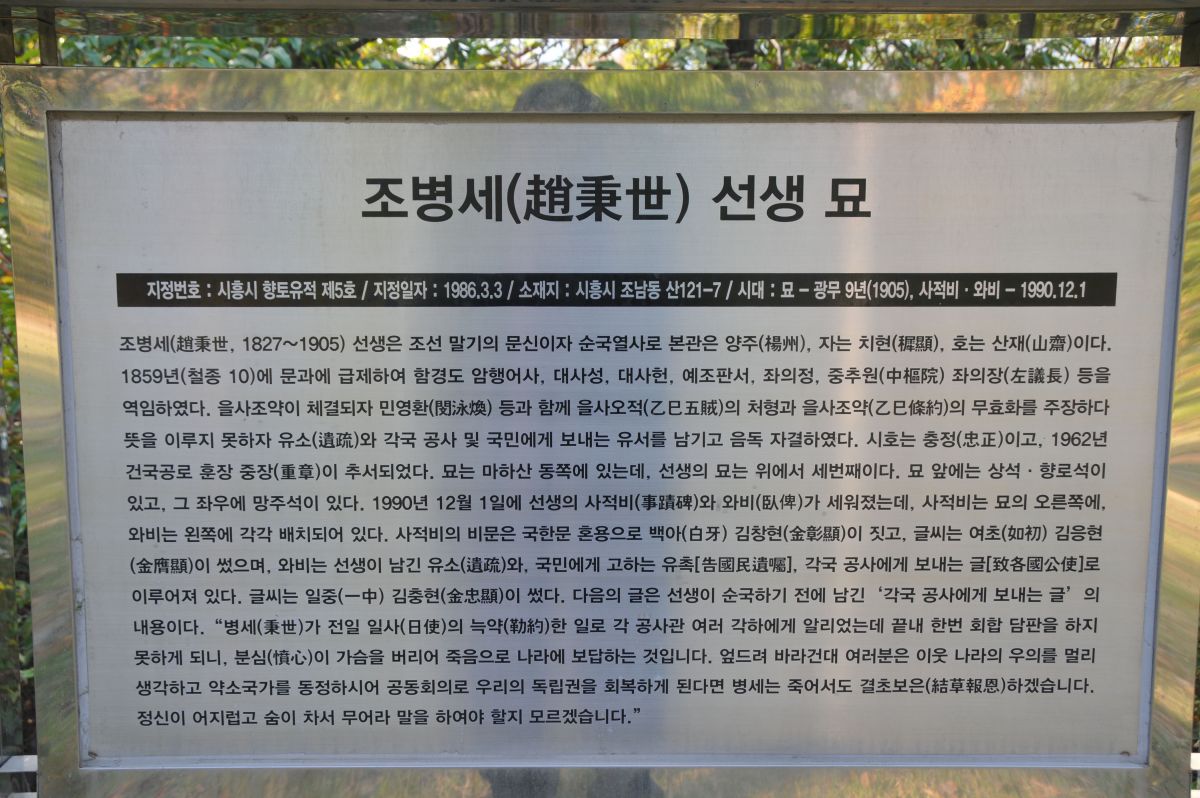 조병세(趙秉世) 선생 묘
지정번호 : 시흥시 향토유적 제5호 / 지정일자 : 1986.3.3 / 소재지 : 시흥시 조남동 산121-7 / 시대 : 묘 - 광무 9년(1905), 사적비 · 와비 - 1990.12.1
조병세(趙秉世, 1827～1905) 선생은 조선 말기의 문신이자 순국열사로 본관은 양주(楊州), 자는 치현(穉顯), 호는 산재(山齋)이다.
1859년(철종 10)에 문과에 급제하여 함경도 암행어사, 대사성, 대사헌, 예조판서, 좌의정, 중추원(中樞院) 좌의장(左議長) 등을
역임하였다. 을사조약이 체결되자 민영환(閔泳煥) 등과 함께 을사오적(乙巳五賊)의 처형과 을사조약(乙巳條約)의 무효화를 주장하다
뜻을 이루지 못하자 유소(遺疏)와 각국 공사 및 국민에게 보내는 유서를 남기고 음독 자결하였다. 시호는 충정(忠正)이고, 1962년
건국공로 훈장 중장(重章)이 추서되었다. 묘는 마하산 동쪽에 있는데, 선생의 묘는 위에서 세번째이다. 묘 앞에는 상석 · 향로석이
있고, 그 좌우에 망주석이 있다. 1990년 12월 1일에 선생의 사적비(事蹟碑)와 와비(臥俾)가 세워졌는데, 사적비는 묘의 오른쪽에,
와비는 왼쪽에 각각 배치되어 있다. 사적비의 비문은 국한문 혼용으로 백아(白牙) 김창현(金彰顯)이 짓고, 글씨는 여초(如初) 김응현
(金膺顯)이 썼으며, 와비는 선생이 남긴 유소(遺疏)와, 국민에게 고하는 유촉[告國民遺囑], 각국 공사에게 보내는 글[致各國公使]로
이루어져 있다. 글씨는 일중(一中) 김충현(金忠顯)이 썼다. 다음의 글은 선생이 순국하기 전에 남긴 ‘각국 공사에게 보내는 글’ 의
내용이다. “병세(秉世)가 전일 일사(日使)의 늑약(勒約)한 일로 각 공사관 여러 각하에게 알리었는데 끝내 한번 회합 담판을 하지
못하게 되니, 분심(憤心)이 가슴을 버리어 죽음으로 나라에 보답하는 것입니다. 엎드려 바라건대 여러분은 이웃 나라의 우의를 멀리
생각하고 약소국가를 동정하시어 공동회의로 우리의 독립권을 회복하게 된다면 병세는 죽어서도 결초보은(結草報恩)하겠습니다.
정신이 어지럽고 숨이 차서 무어라 말을 하여야 할지 모르겠습니다.”